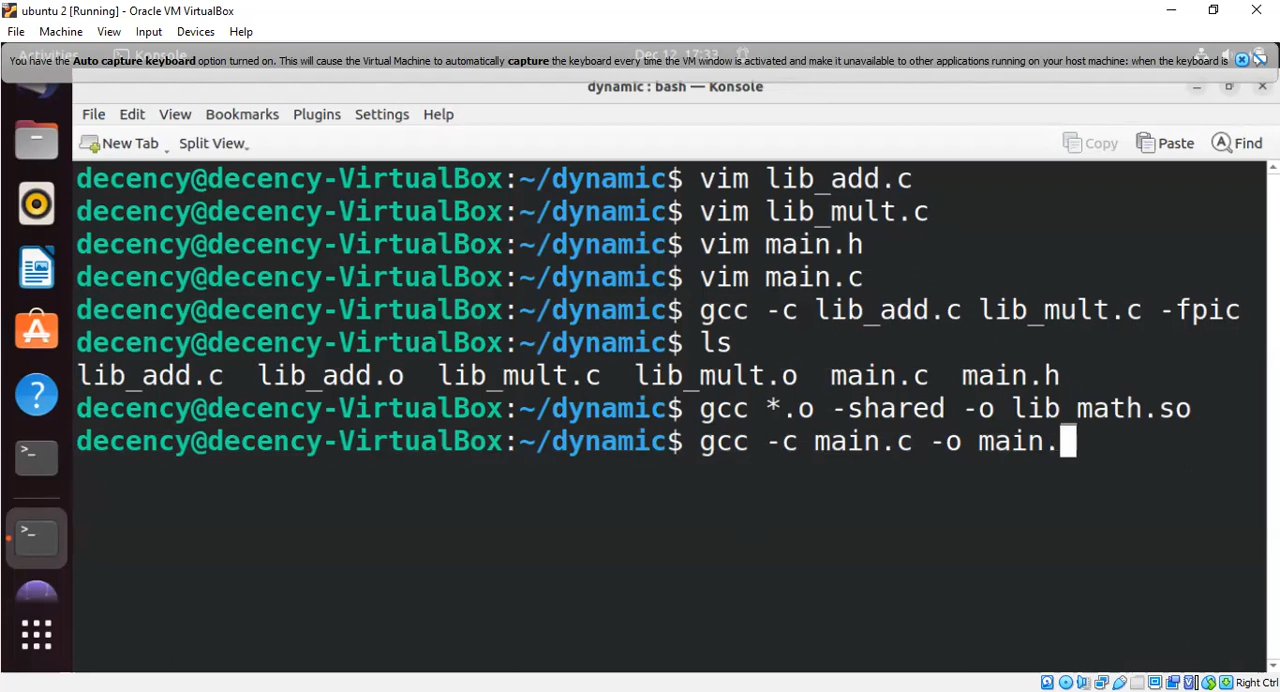 ubuntu 2 [Running] - Oracle VM VirtualBox
File Machine View Input Devices Help
Activities Konsole Dec 12 17:33
You have the Auto capture keyboard option turned on. This will cause the Virtual Machine to automatically capture the keyboard every time the VM window is activated and make it unavailable to other applications running on your host machine: when the keyboard is
dynamic : bash — Konsole
File Edit View Bookmarks Plugins Settings Help
New Tab Split View Copy Paste Find
decency@decency-VirtualBox:~/dynamic$ vim lib_add.c
decency@decency-VirtualBox:~/dynamic$ vim lib_mult.c
decency@decency-VirtualBox:~/dynamic$ vim main.h
decency@decency-VirtualBox:~/dynamic$ vim main.c
decency@decency-VirtualBox:~/dynamic$ gcc -c lib_add.c lib_mult.c -fpic
decency@decency-VirtualBox:~/dynamic$ ls
lib_add.c lib_add.o lib_mult.c lib_mult.o main.c main.h
decency@decency-VirtualBox:~/dynamic$ gcc *.o -shared -o lib_math.so
decency@decency-VirtualBox:~/dynamic$ gcc -c main.c -o main.
Right Ctrl